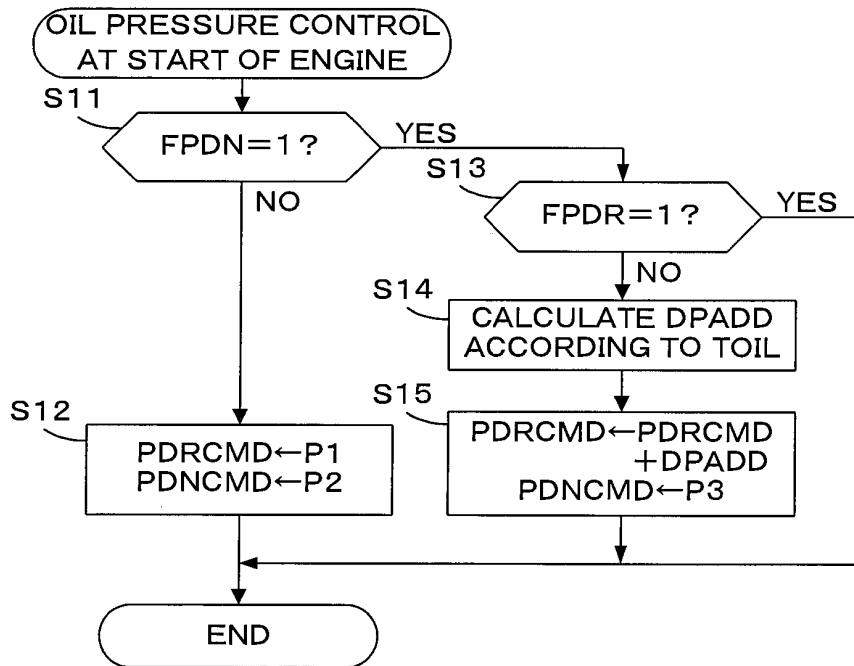 OIL PRESSURE CONTROL
AT START OF ENGINE
S11
FPDN=1?
YES
NO
S13
FPDR=1?
YES
NO
S14
CALCULATE DPADD
ACCORDING TO TOIL
S12
PDRCMD←P1
PDNCMD←P2
S15
PDRCMD←PDRCMD
+DPADD
PDNCMD←P3
END